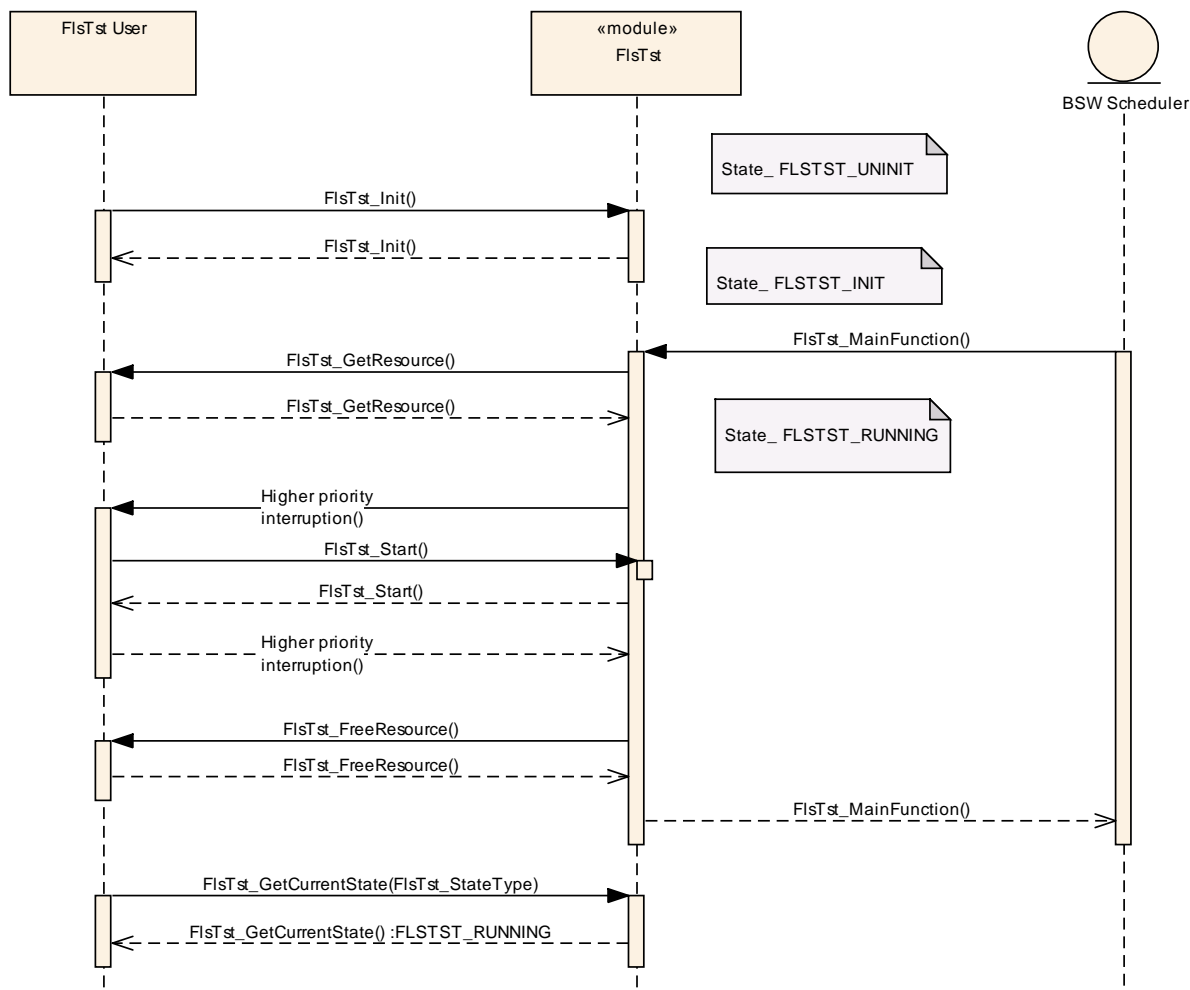 FlsTst User
«module»
FlsTst
BSW Scheduler
State_ FLSTST_UNINIT
FlsTst_Init()
FlsTst_Init()
State_ FLSTST_INIT
FlsTst_MainFunction()
FlsTst_GetResource()
FlsTst_GetResource()
State_ FLSTST_RUNNING
Higher priority
interruption()
FlsTst_Start()
FlsTst_Start()
Higher priority
interruption()
FlsTst_FreeResource()
FlsTst_FreeResource()
FlsTst_MainFunction()
FlsTst_GetCurrentState(FlsTst_StateType)
FlsTst_GetCurrentState() :FLSTST_RUNNING